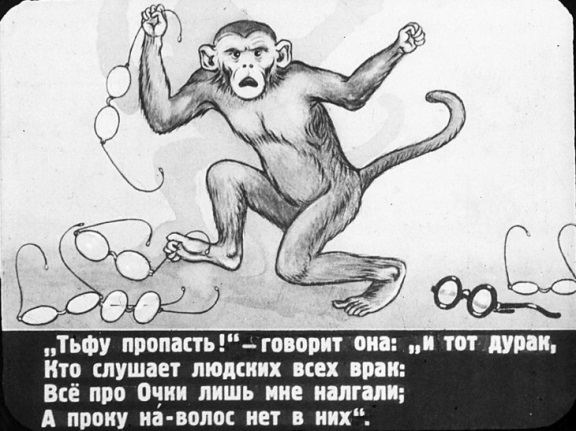 „Тьфу пропасть!“ — говорит она: „и тот дурак,
Кто слушает людских всех врак:
Всё про Очки лишь мне налгали;
А проку на́-волос нет в них“.